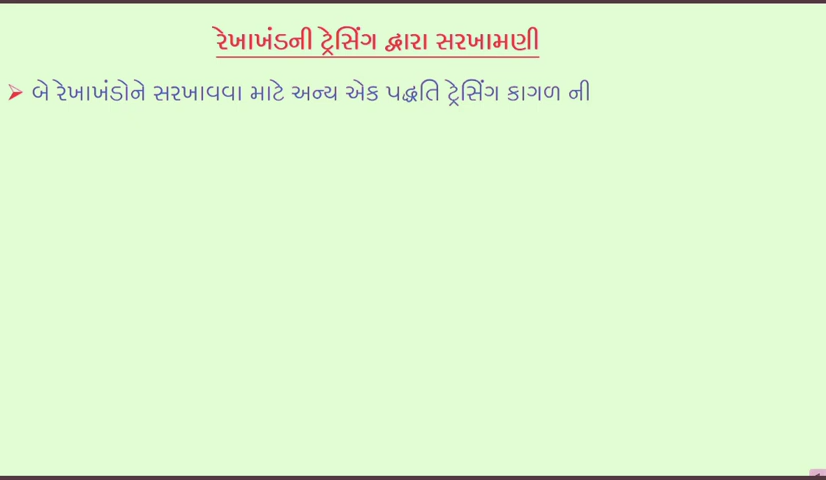 રેખાખંડની ટ્રેસિંગ દ્વારા સરખામણી
બે રેખાખંડોને સરખાવવા માટે અન્ય એક પદ્ધતિ ટ્રેસિંગ કાગળ ની